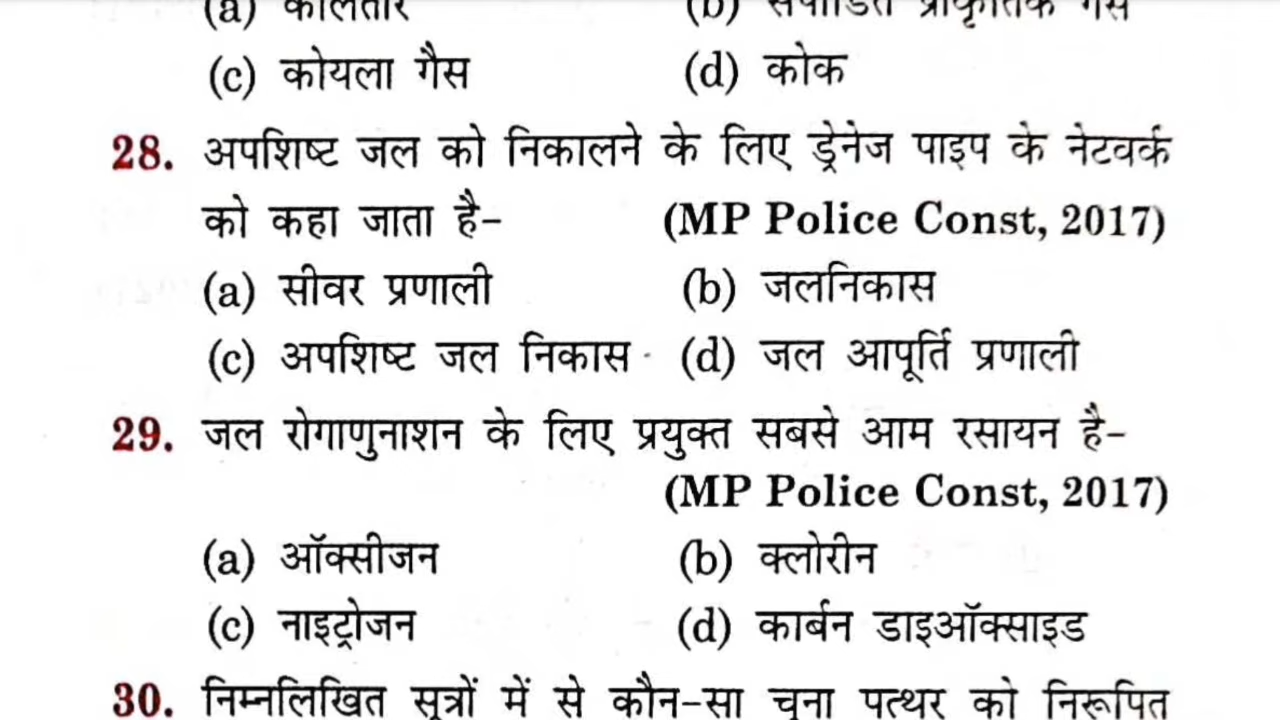 (a) कोलतार (b) संपीडित प्राकृतिक गैस
(c) कोयला गैस (d) कोक
28. अपशिष्ट जल को निकालने के लिए ड्रेनेज पाइप के नेटवर्क
को कहा जाता है- (MP Police Const, 2017)
(a) सीवर प्रणाली (b) जलनिकास
(c) अपशिष्ट जल निकास (d) जल आपूर्ति प्रणाली
29. जल रोगाणुनाशन के लिए प्रयुक्त सबसे आम रसायन है-
(MP Police Const, 2017)
(a) ऑक्सीजन (b) क्लोरीन
(c) नाइट्रोजन (d) कार्बन डाइऑक्साइड
30. निम्नलिखित सूत्रों में से कौन-सा चूना पत्थर को निरूपित